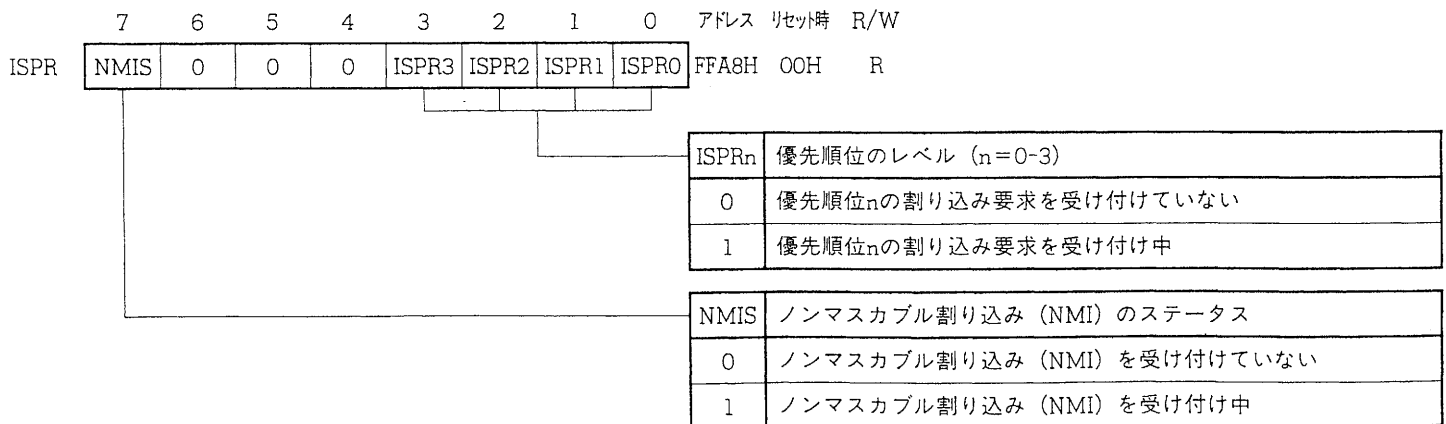 7 6 5 4 3 2 1 0 アドレス リセット時 R/W
ISPR NMIS 0 0 0 ISPR3 ISPR2 ISPR1 ISPR0 FFA8H 00H R
ISPRn 優先順位のレベル (n=0-3)
0 優先順位nの割り込み要求を受け付けていない
1 優先順位nの割り込み要求を受け付け中
NMIS ノンマスカブル割り込み (NMI) のステータス
0 ノンマスカブル割り込み (NMI) を受け付けていない
1 ノンマスカブル割り込み (NMI) を受け付け中